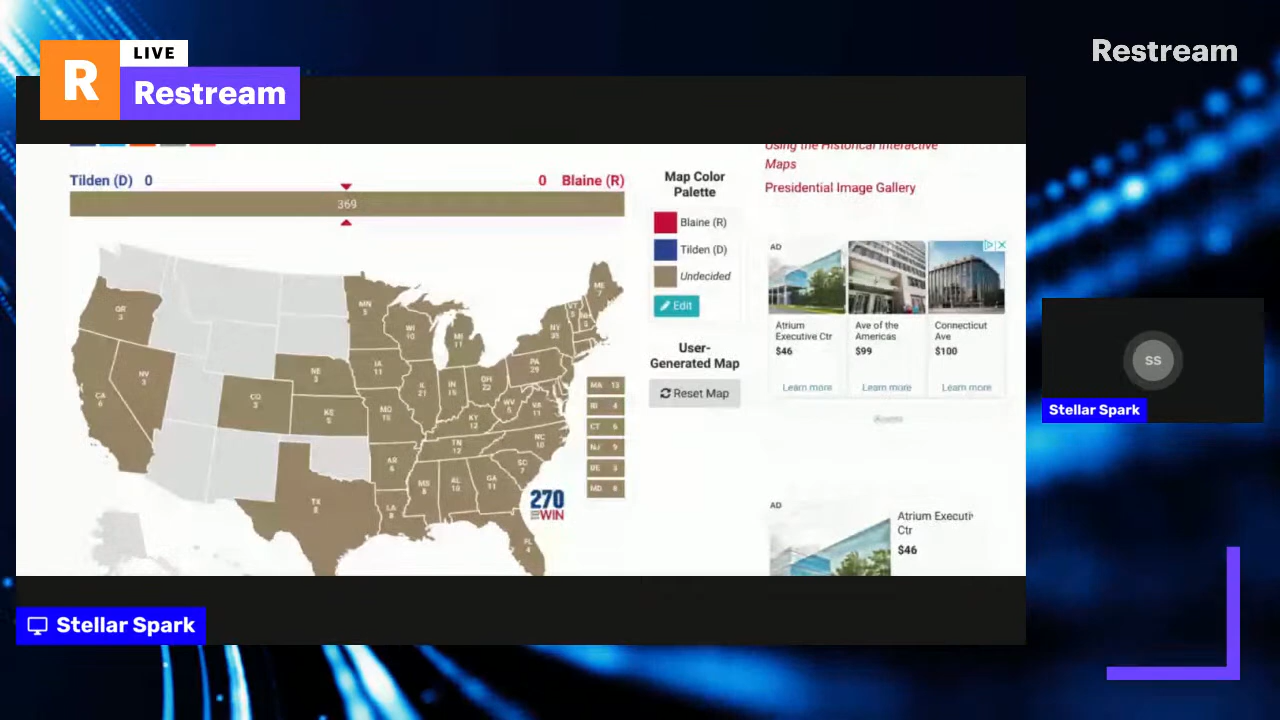 LIVE
R
Restream
Restream
Using the Historical Interactive
Maps
Presidential Image Gallery
Tilden (D) 0
0 Blaine (R)
369
Map Color
Palette
Blaine (R)
Tilden (D)
Undecided
Edit
User-
Generated Map
Reset Map
AD
Atrium
Executive Ctr
$46
Learn more
Ave of the
Americas
$99
Learn more
Connecticut
Ave
$100
Learn more
OR
3
CA
6
NV
3
CO
3
NE
3
KS
5
TX
8
MN
5
IA
11
MO
15
AR
6
LA
8
WI
10
IL
21
MI
11
IN
15
OH
22
KY
12
TN
12
MS
8
AL
10
GA
11
FL
4
SC
7
NC
10
VA
11
WV
5
PA
29
NY
35
VT
ME
7
MA 13
RI 4
CT 6
NJ 9
DE 3
MD 8
270
TO WIN
AD
Atrium Executiv
Ctr
$46
SS
Stellar Spark
Stellar Spark